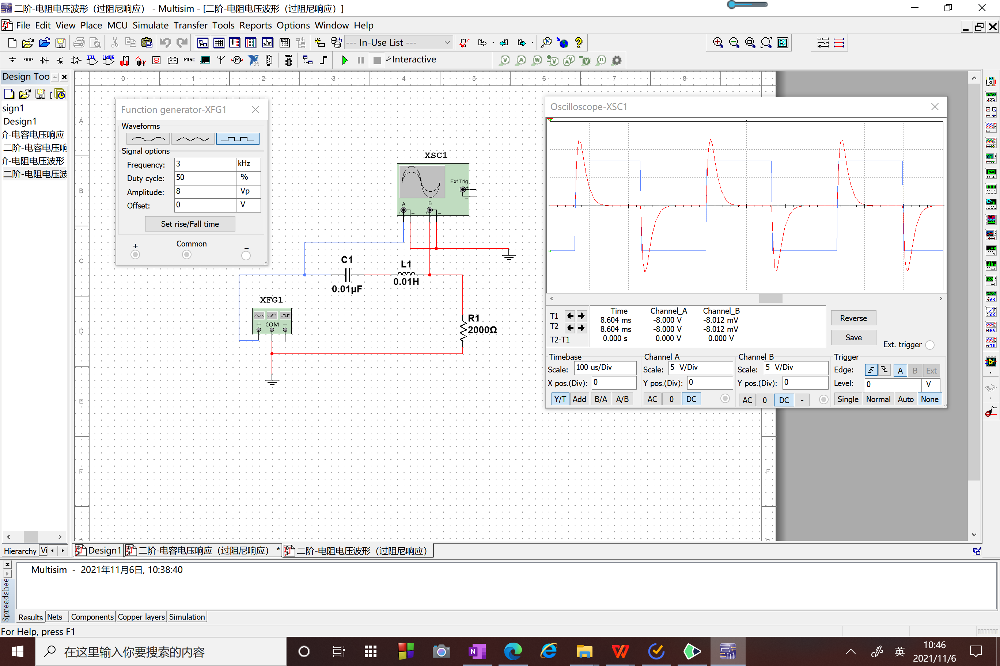 二阶-电阻电压波形（过阻尼响应） - Multisim - [二阶-电阻电压波形（过阻尼响应）]
File Edit View Place MCU Simulate Transfer Tools Reports Options Window Help
--- In-Use List ---
MISC Interactive
Design Too
sign1
Design1
阶-电容电压响应
二阶-电容电压响
阶-电阻电压波形
二阶-电阻电压波
Hierarchy Vi
0 1 2 3 4 5 6 7 8
A
B
C
D
E
F
F
Function generator-XFG1
Waveforms
Signal options
Frequency: 3 kHz
Duty cycle: 50 %
Amplitude: 8 Vp
Offset: 0 V
Set rise/Fall time
+ Common −
XSC1
Ext Trig
+
−
A B
+ − + −
C1
0.01µF
L1
0.01H
XFG1
+ COM −
R1
2000Ω
Oscilloscope-XSC1
Time Channel_A Channel_B
T1 8.604 ms -8.000 V -8.012 mV
T2 8.604 ms -8.000 V -8.012 mV
T2-T1 0.000 s 0.000 V 0.000 V
Reverse
Save
Ext. trigger
Timebase
Scale: 100 us/Div
X pos.(Div): 0
Y/T Add B/A A/B
Channel A
Scale: 5 V/Div
Y pos.(Div): 0
AC 0 DC
Channel B
Scale: 5 V/Div
Y pos.(Div): 0
AC 0 DC -
Trigger
Edge: A B Ext
Level: 0 V
Single Normal Auto None
Design1 二阶-电容电压响应（过阻尼响应） * 二阶-电阻电压波形（过阻尼响应）
Multisim - 2021年11月6日, 10:38:40
Spreadshee
Results Nets Components Copper layers Simulation
For Help, press F1
在这里输入你要搜索的内容
英
10:46
2021/11/6